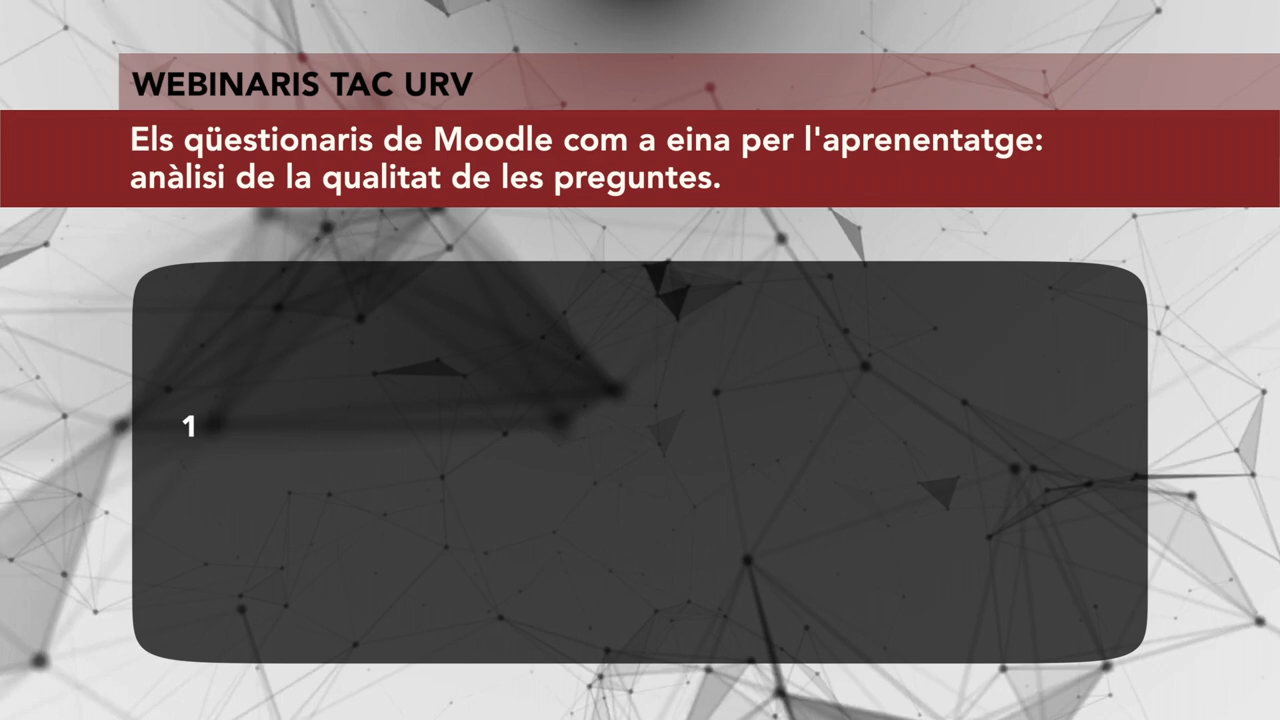 WEBINARIS TAC URV
Els qüestionaris de Moodle com a eina per l'aprenentatge:
anàlisi de la qualitat de les preguntes.
1